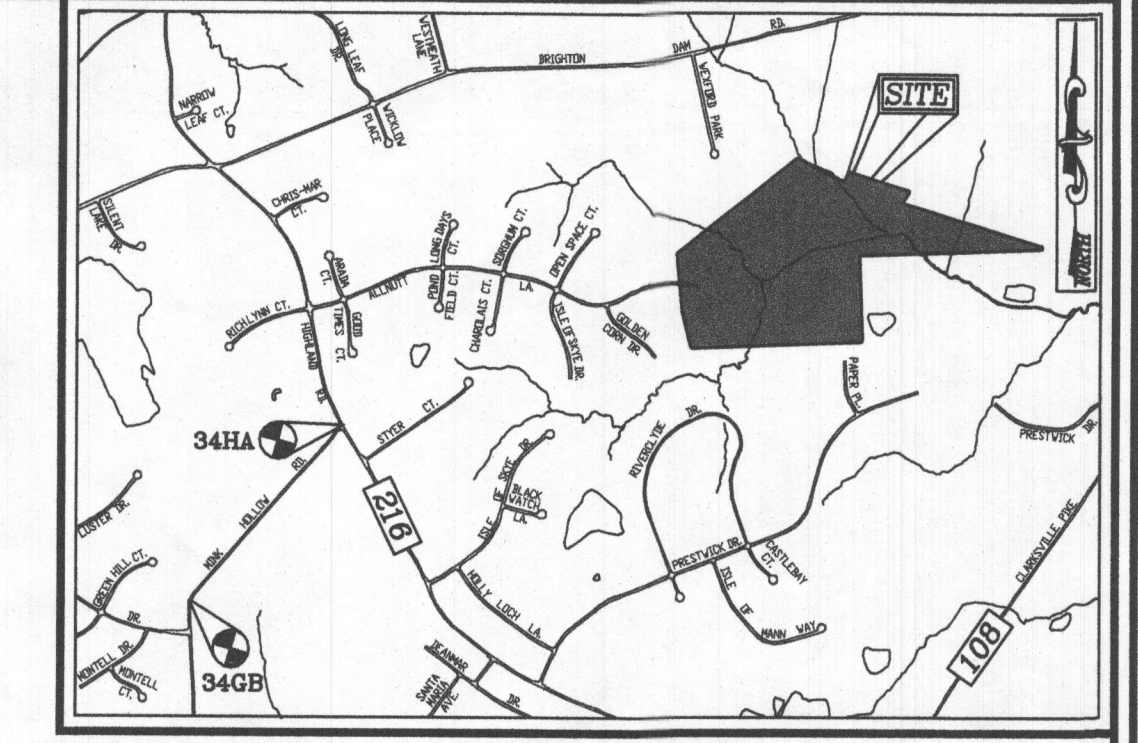 LONG LEAF
DR.
WESTHEATH
LANE
BRIGHTON
DAM
RD.
WEXFORD PARK
SITE
NORTH
NARROW
LEAF CT.
WICKLOW
PLACE
CHRIS-MAR
CT.
SILENT
LAKE DR.
ARADA
CT.
LONG DAYS
CT.
SORGHUM CT.
OPEN SPACE CT.
ALLNUTT
LA.
POND
FIELD CT.
CHAROLAIS CT.
GOOD
TIMES CT.
RICHLYNN CT.
HIGHLAND
RD.
ISLE OF SKYE DR.
GOLDEN
CORN DR.
PAPER PL.
STYER
CT.
34HA
RIVERCLYDE
DR.
PRESTWICK
DR.
ISLE
OF SKYE
DR.
BLACK
WATCH
LA.
216
MINK
HOLLOW
RD.
LUSTER DR.
GREEN HILL CT.
DR.
MONTELL DR.
MONTELL
CT.
34GB
HOLLY
LOCH
LA.
PRESTWICK DR.
CASTLEBAY
CT.
ISLE
OF
MANN WAY
CLARKSVILLE PIKE
108
DEANMAR
DR.
SANTA
MARIA
AVE.